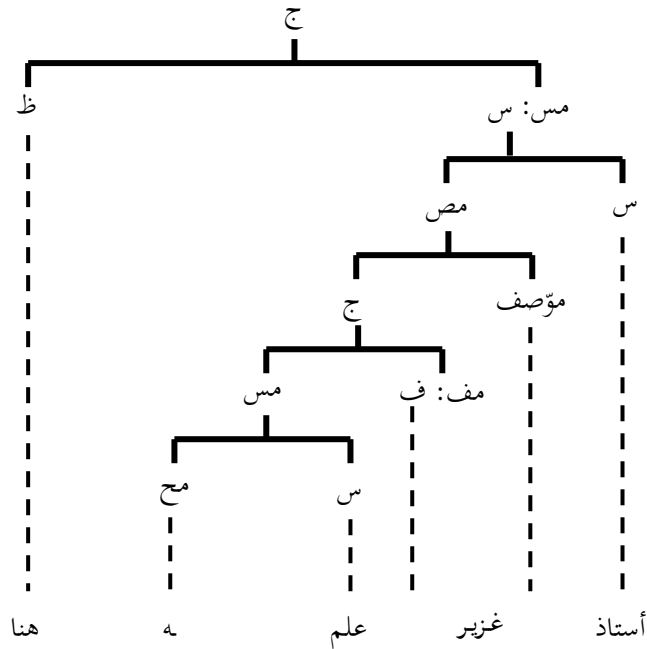 ج
مس: س ظ
س مص
موّصف ج
مف: ف مس
س مح
أستاذ غزير علم ـه هنا